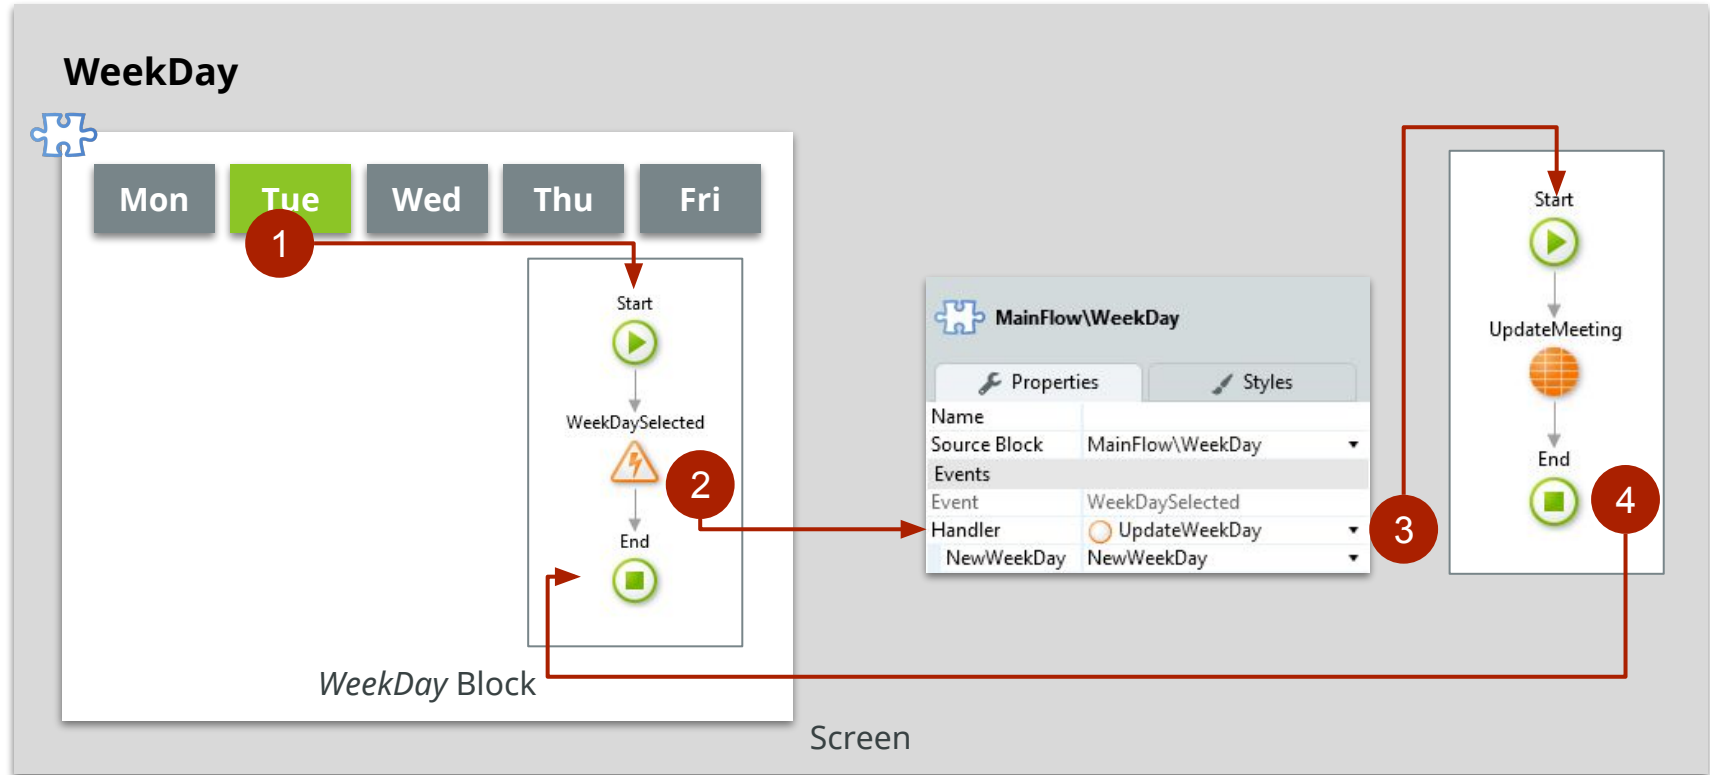 WeekDay
Mon Tue Wed Thu Fri
1
Start
WeekDaySelected
2
End
WeekDay Block
MainFlow\WeekDay
Properties Styles
Name
Source Block MainFlow\WeekDay
Events
Event WeekDaySelected
Handler UpdateWeekDay
NewWeekDay NewWeekDay
3
Start
UpdateMeeting
End
4
Screen